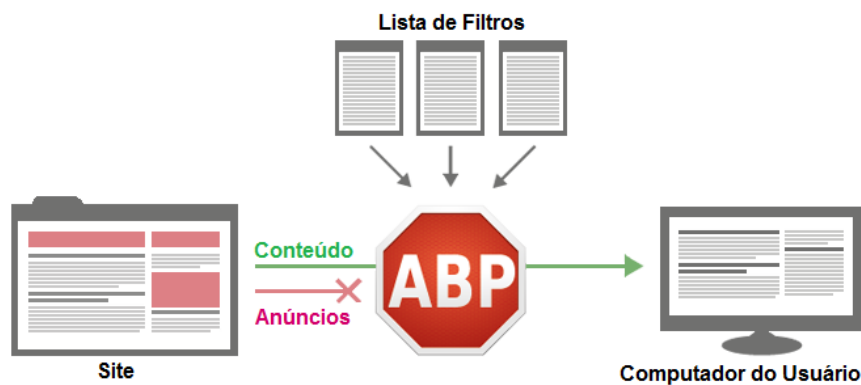 Lista de Filtros
Conteúdo
ABP
Anúncios
Site
Computador do Usuário